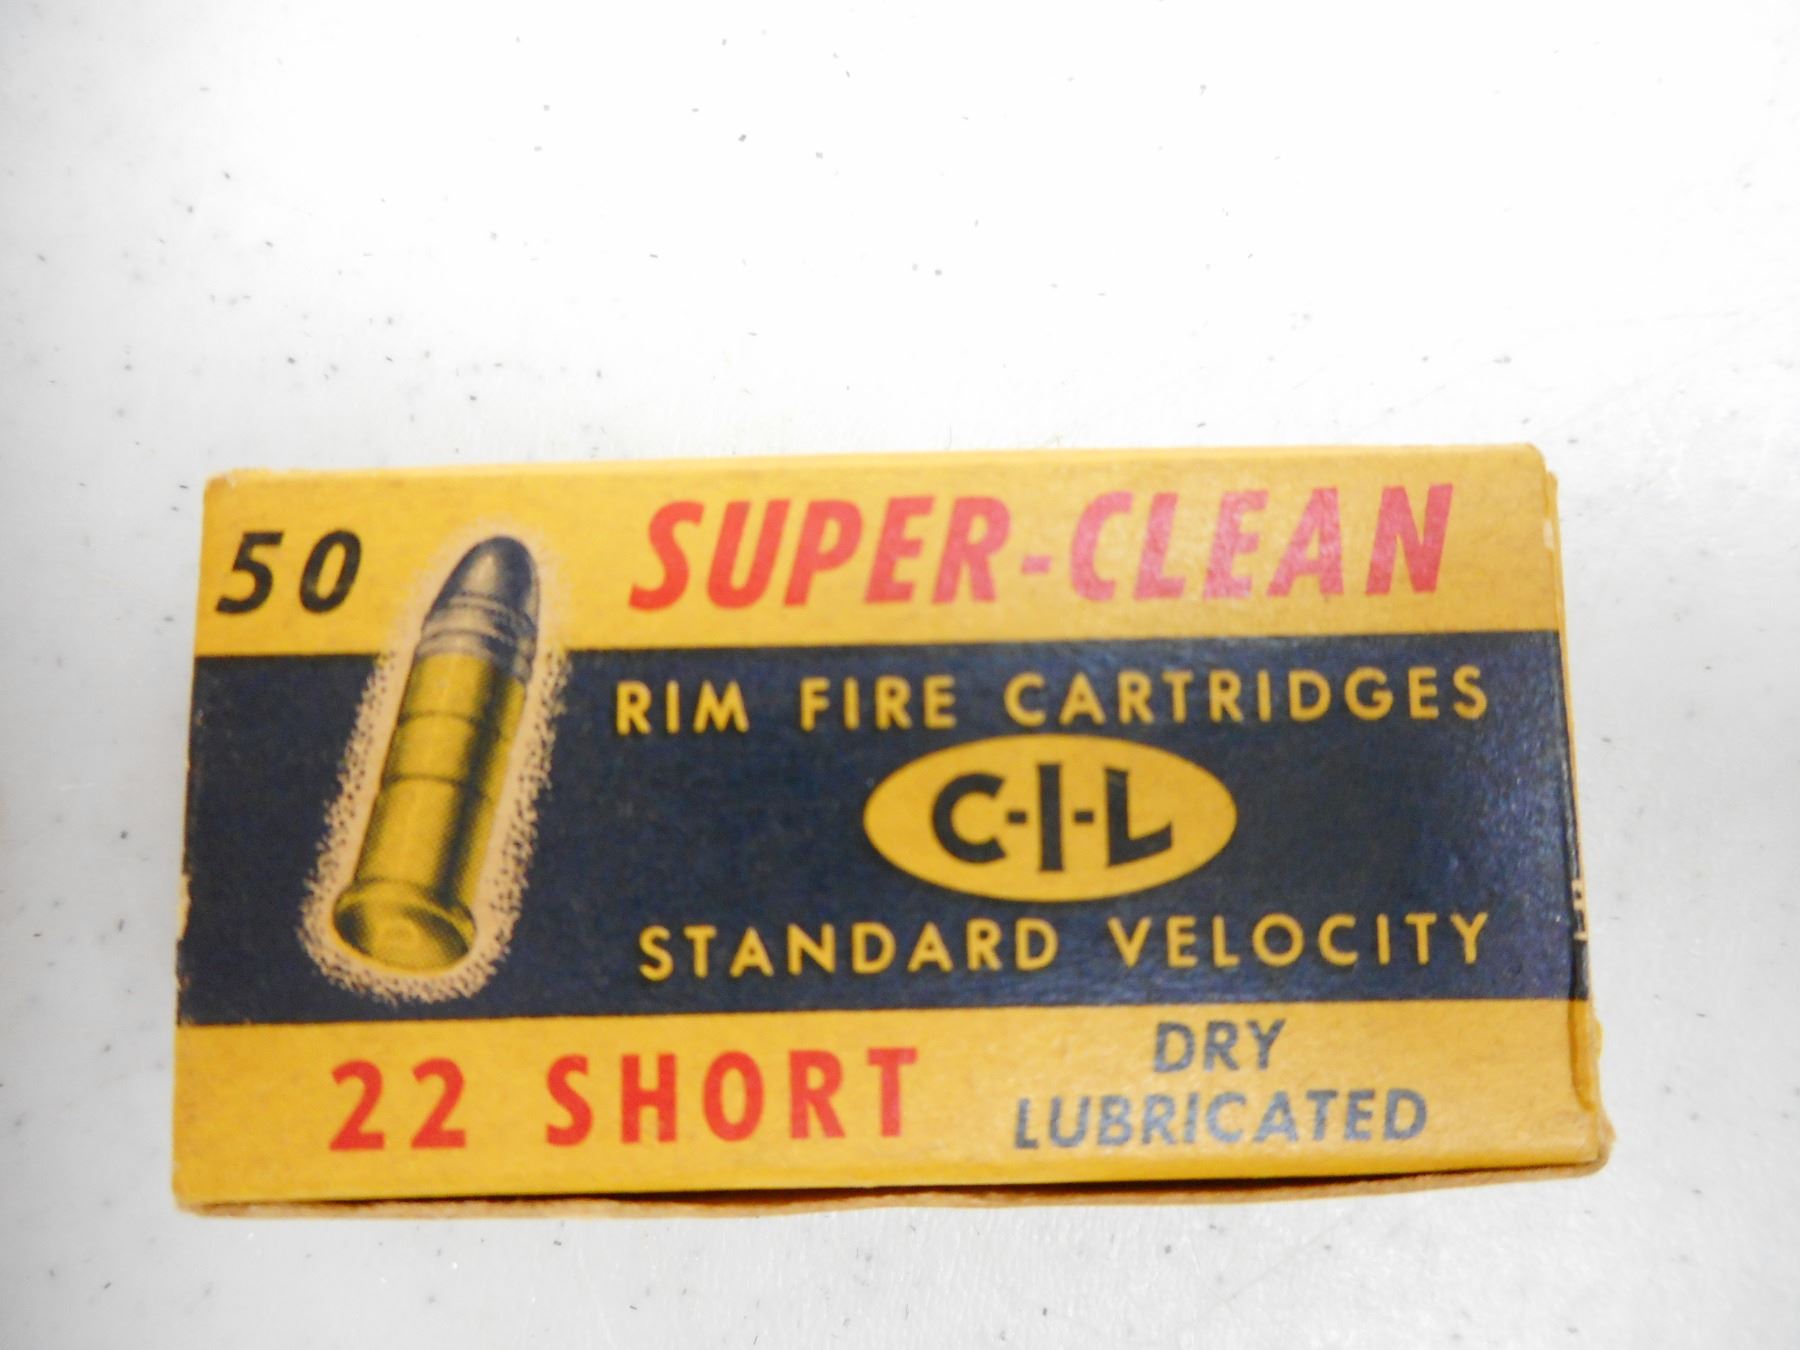 50
SUPER-CLEAN
RIM FIRE CARTRIDGES
C-I-L
STANDARD VELOCITY
22 SHORT
DRY
LUBRICATED